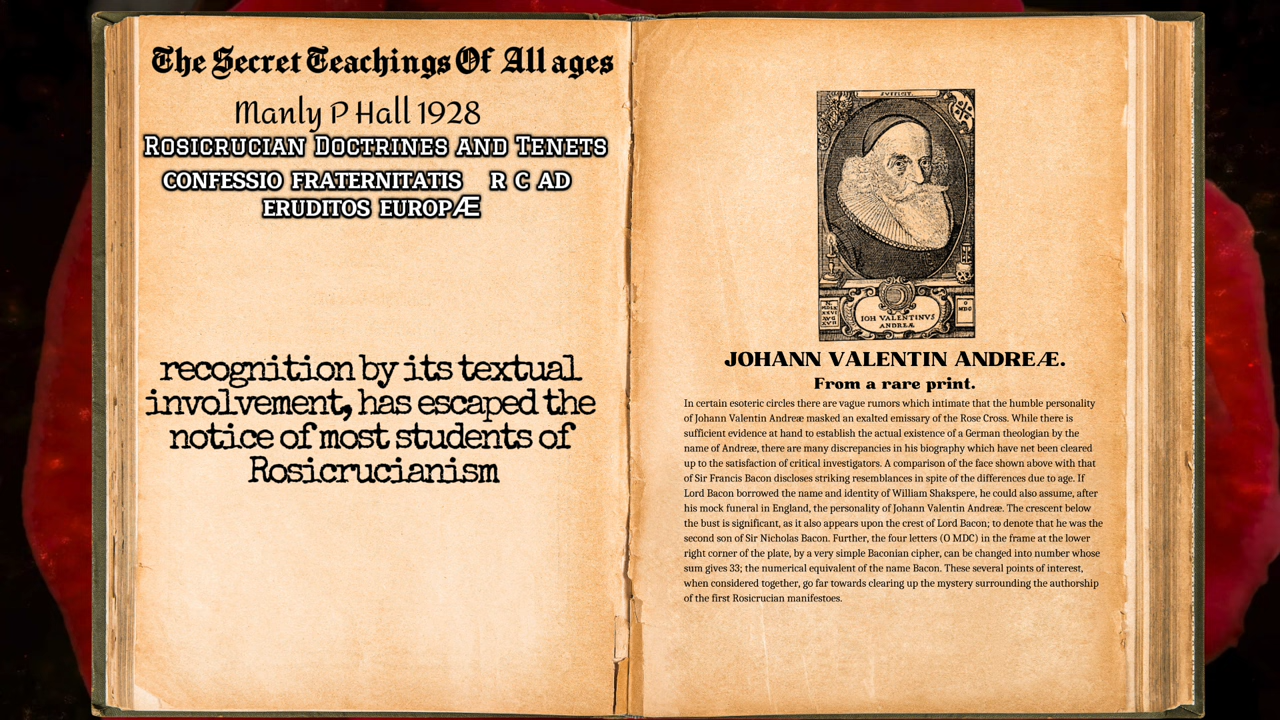 The Secret Teachings Of All ages
Manly P Hall 1928
Rosicrucian Doctrines and Tenets
CONFESSIO FRATERNITATIS R C AD
ERUDITOS EUROPÆ
recognition by its textual
involvement, has escaped the
notice of most students of
Rosicrucianism
IOH VALENTINVS
ANDREÆ
O
MDC
JOHANN VALENTIN ANDREÆ.
From a rare print.
In certain esoteric circles there are vague rumors which intimate that the humble personality
of Johann Valentin Andreæ masked an exalted emissary of the Rose Cross. While there is
sufficient evidence at hand to establish the actual existence of a German theologian by the
name of Andreæ, there are many discrepancies in his biography which have net been cleared
up to the satisfaction of critical investigators. A comparison of the face shown above with that
of Sir Francis Bacon discloses striking resemblances in spite of the differences due to age. If
Lord Bacon borrowed the name and identity of William Shakspere, he could also assume, after
his mock funeral in England, the personality of Johann Valentin Andreæ. The crescent below
the bust is significant, as it also appears upon the crest of Lord Bacon; to denote that he was the
second son of Sir Nicholas Bacon. Further, the four letters (O MDC) in the frame at the lower
right corner of the plate, by a very simple Baconian cipher, can be changed into number whose
sum gives 33; the numerical equivalent of the name Bacon. These several points of interest,
when considered together, go far towards clearing up the mystery surrounding the authorship
of the first Rosicrucian manifestoes.